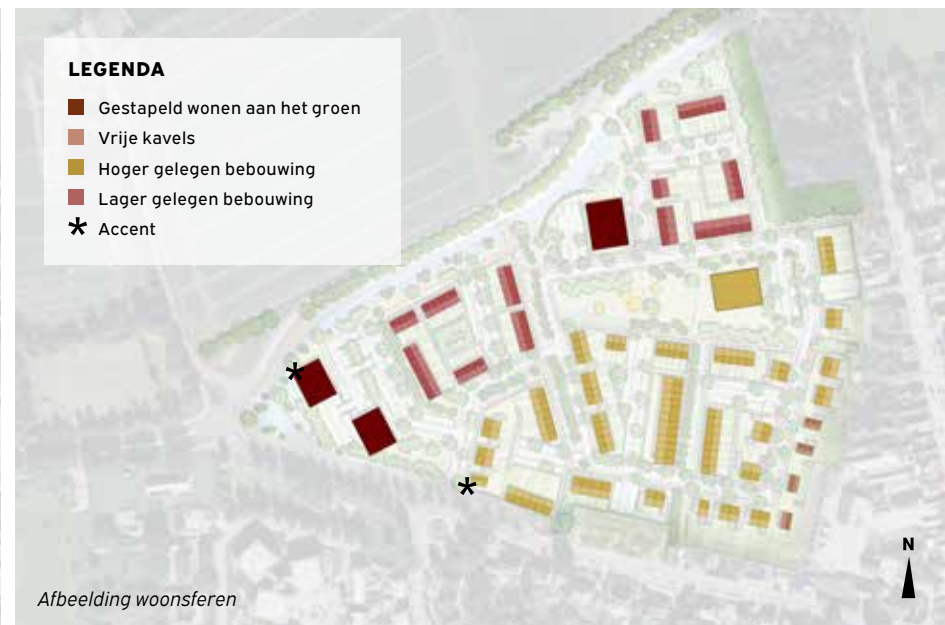 LEGENDA
Gestapeld wonen aan het groen
Vrije kavels
Hoger gelegen bebouwing
Lager gelegen bebouwing
* Accent
*
*
N
Afbeelding woonsferen